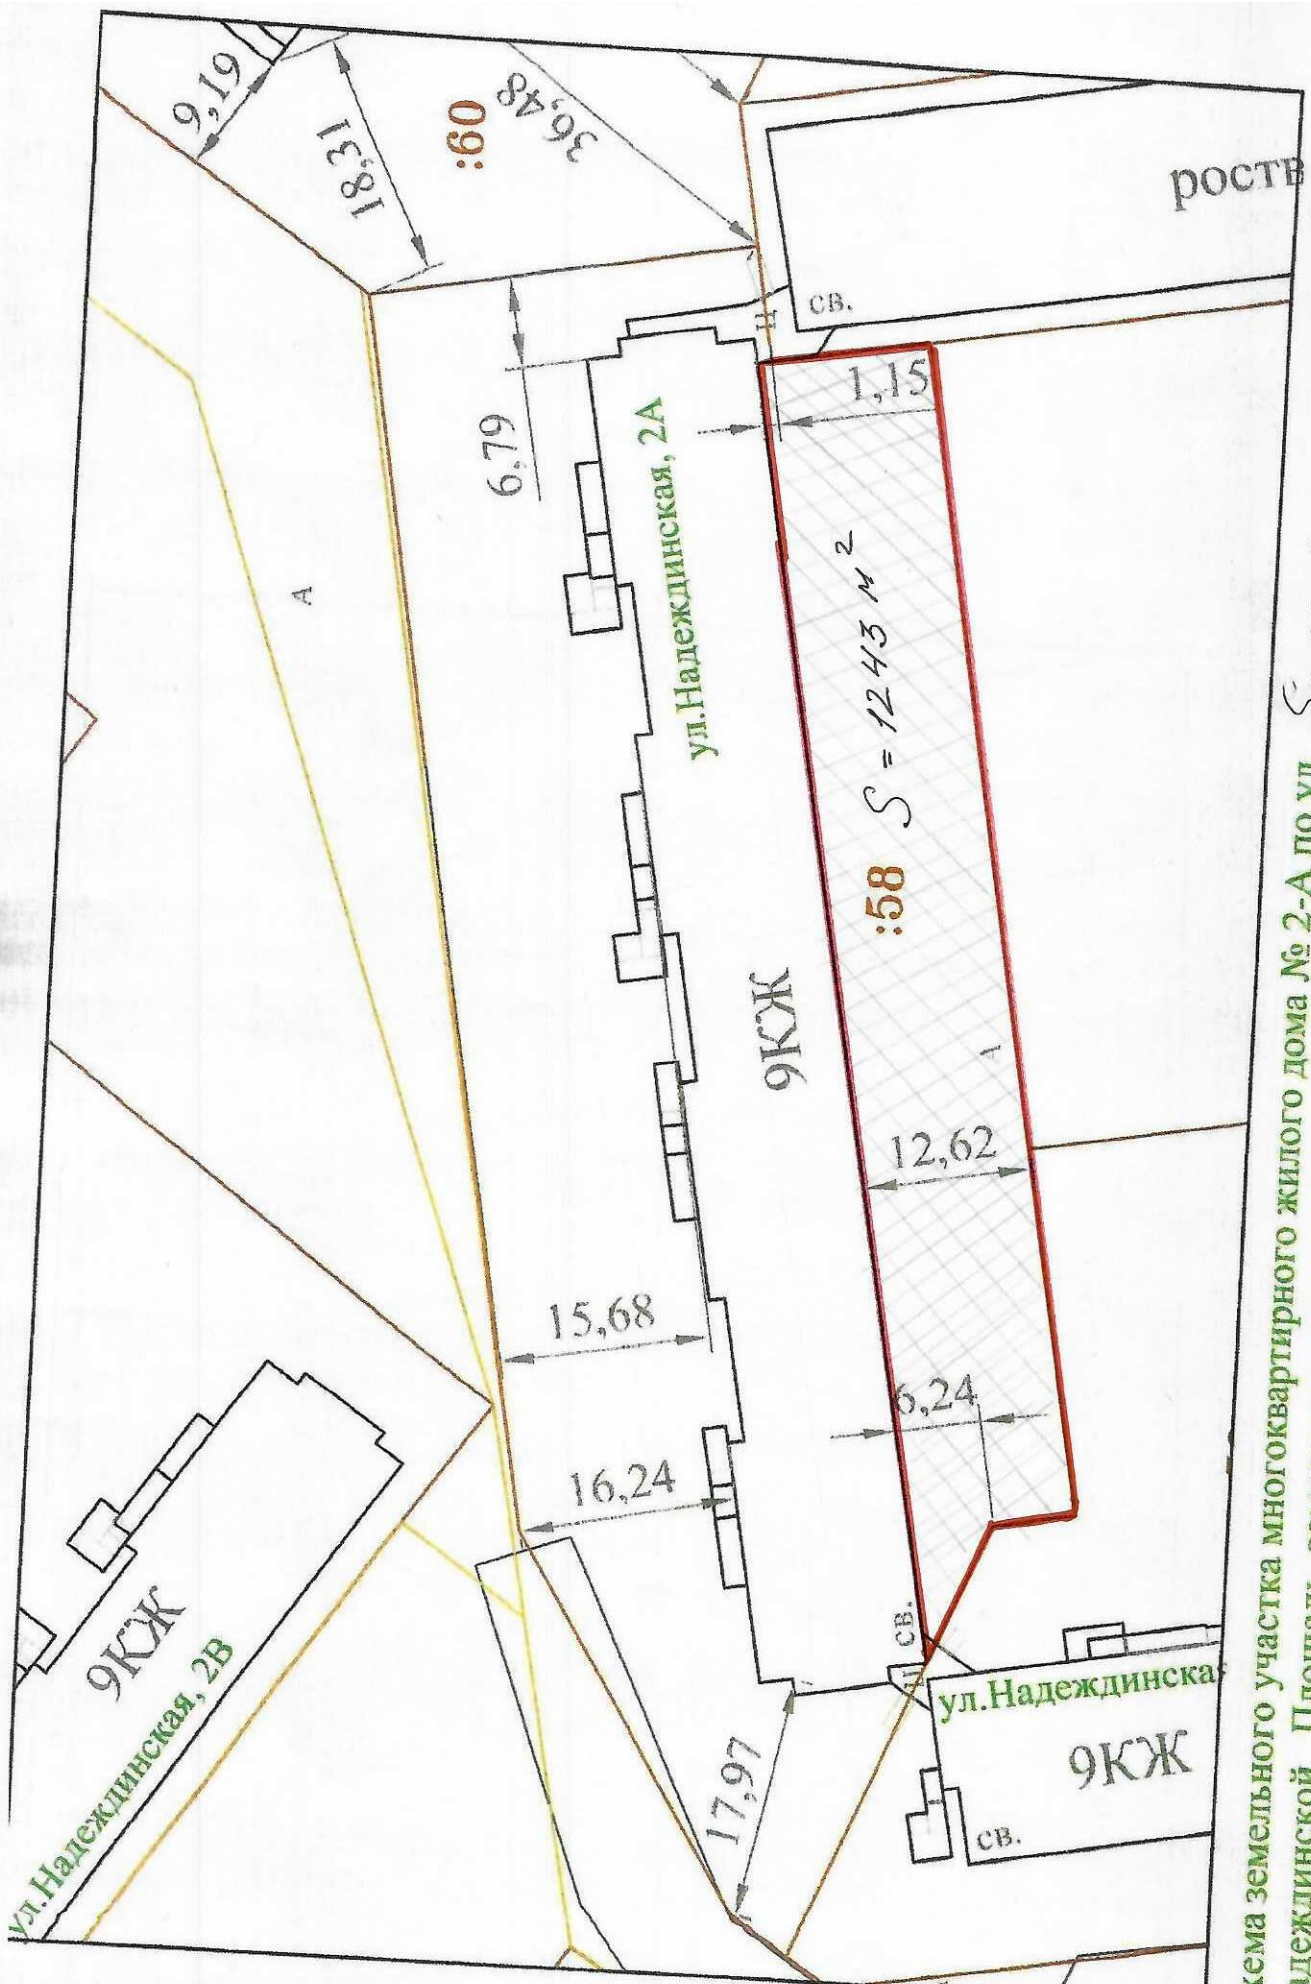 9,19
18,31
:60
36,48
роств
св.
Ц
1,15
6,79
ул.Надеждинская, 2А
А
:58 S = 1243 м²
9КЖ
А
12,62
15,68
6,24
16,24
9КЖ
ул.Надеждинская, 2В
св.
Ц
ул.Надеждинска
17,97
9КЖ
св.
хема земельного участка многоквартирного жилого дома № 2-А по ул
деждинской. Площадь